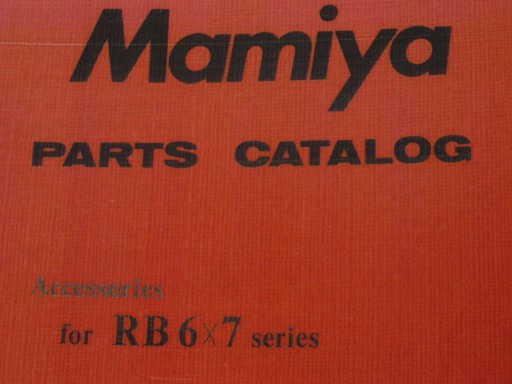 Mamiya
PARTS CATALOG
Accessories
for RB 6×7 series